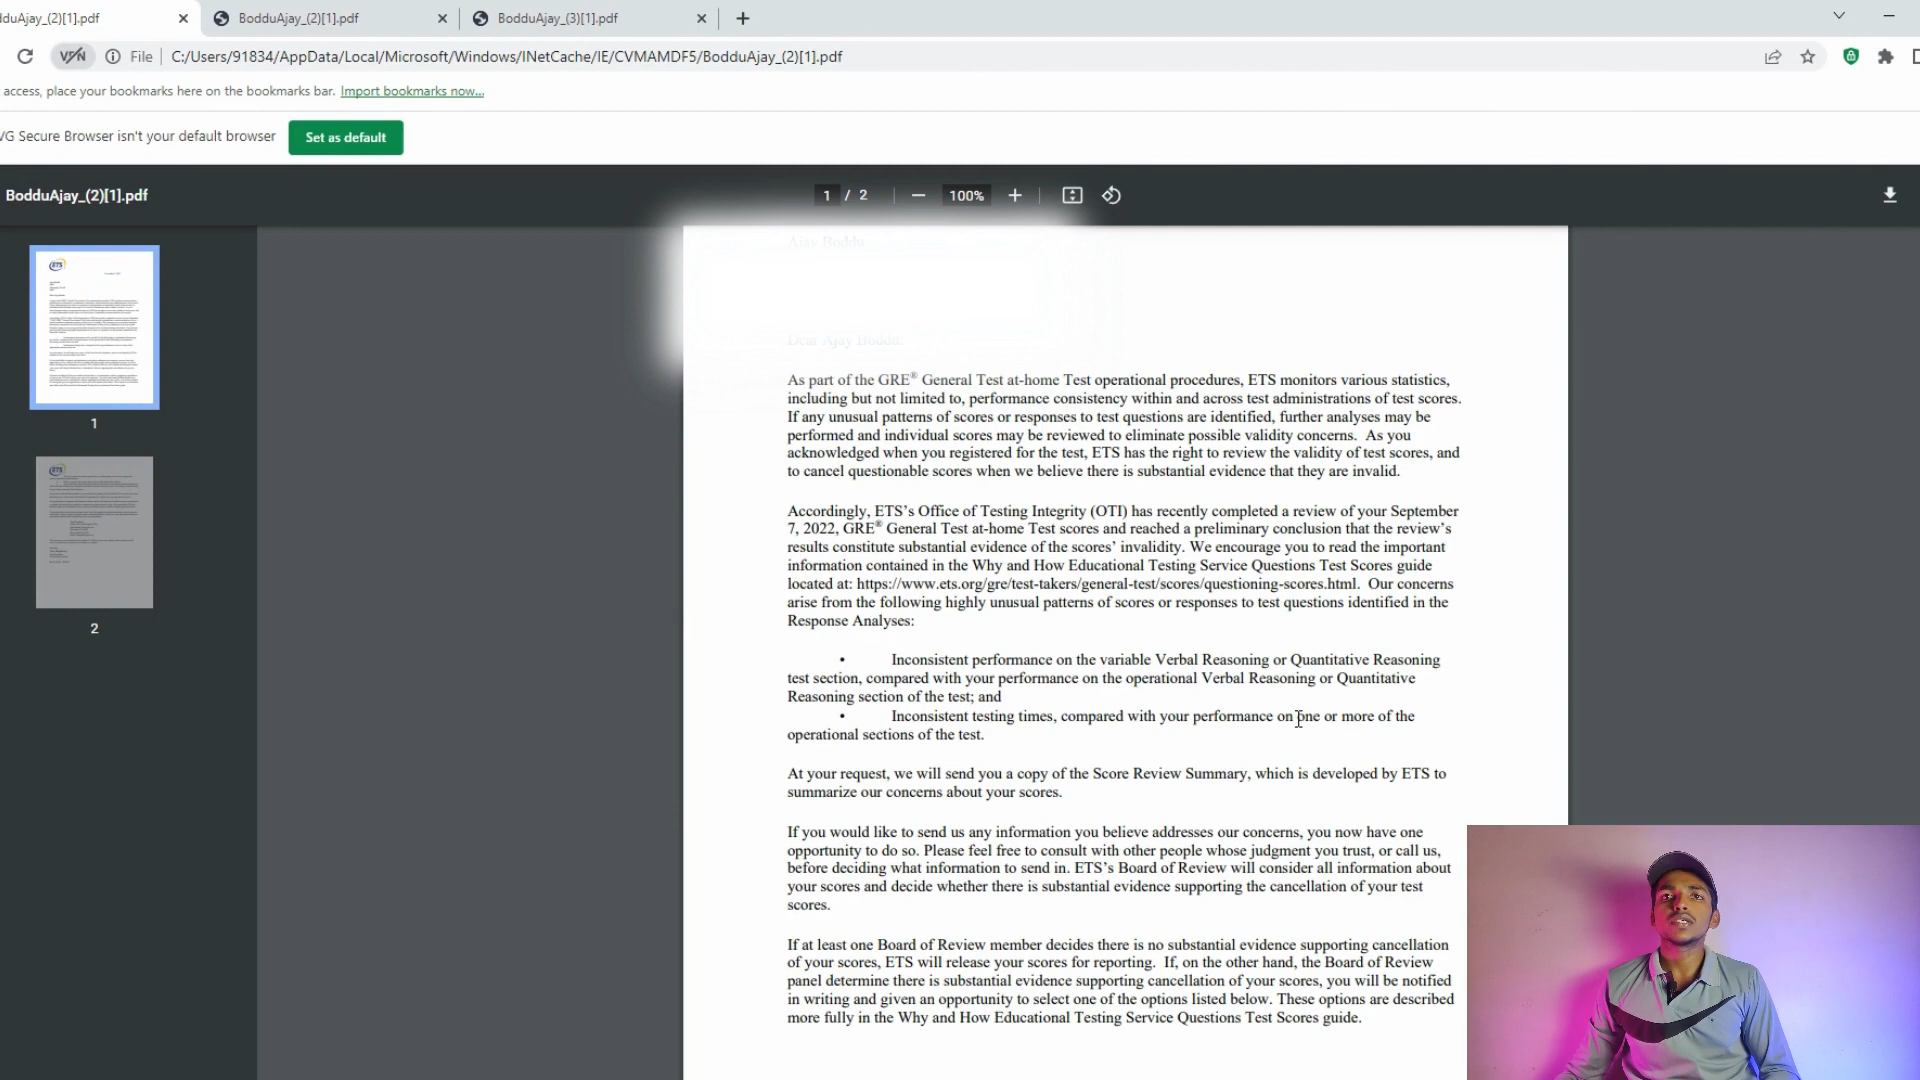 dduAjay_(2)[1].pdf
BodduAjay_(2)[1].pdf
BodduAjay_(3)[1].pdf
VPN
File
C:/Users/91834/AppData/Local/Microsoft/Windows/INetCache/IE/CVMAMDF5/BodduAjay_(2)[1].pdf
access, place your bookmarks here on the bookmarks bar. Import bookmarks now...
VG Secure Browser isn't your default browser
Set as default
BodduAjay_(2)[1].pdf
1 / 2
100%
ETS
1
ETS
2
Ajay Boddu
Dear Ajay Boddu:
As part of the GRE® General Test at-home Test operational procedures, ETS monitors various statistics,
including but not limited to, performance consistency within and across test administrations of test scores.
If any unusual patterns of scores or responses to test questions are identified, further analyses may be
performed and individual scores may be reviewed to eliminate possible validity concerns.  As you
acknowledged when you registered for the test, ETS has the right to review the validity of test scores, and
to cancel questionable scores when we believe there is substantial evidence that they are invalid.
Accordingly, ETS's Office of Testing Integrity (OTI) has recently completed a review of your September
7, 2022, GRE® General Test at-home Test scores and reached a preliminary conclusion that the review's
results constitute substantial evidence of the scores' invalidity. We encourage you to read the important
information contained in the Why and How Educational Testing Service Questions Test Scores guide
located at: https://www.ets.org/gre/test-takers/general-test/scores/questioning-scores.html.  Our concerns
arise from the following highly unusual patterns of scores or responses to test questions identified in the
Response Analyses:
• Inconsistent performance on the variable Verbal Reasoning or Quantitative Reasoning
test section, compared with your performance on the operational Verbal Reasoning or Quantitative
Reasoning section of the test; and
• Inconsistent testing times, compared with your performance on one or more of the
operational sections of the test.
At your request, we will send you a copy of the Score Review Summary, which is developed by ETS to
summarize our concerns about your scores.
If you would like to send us any information you believe addresses our concerns, you now have one
opportunity to do so. Please feel free to consult with other people whose judgment you trust, or call us,
before deciding what information to send in. ETS's Board of Review will consider all information about
your scores and decide whether there is substantial evidence supporting the cancellation of your test
scores.
If at least one Board of Review member decides there is no substantial evidence supporting cancellation
of your scores, ETS will release your scores for reporting.  If, on the other hand, the Board of Review
panel determine there is substantial evidence supporting cancellation of your scores, you will be notified
in writing and given an opportunity to select one of the options listed below. These options are described
more fully in the Why and How Educational Testing Service Questions Test Scores guide.